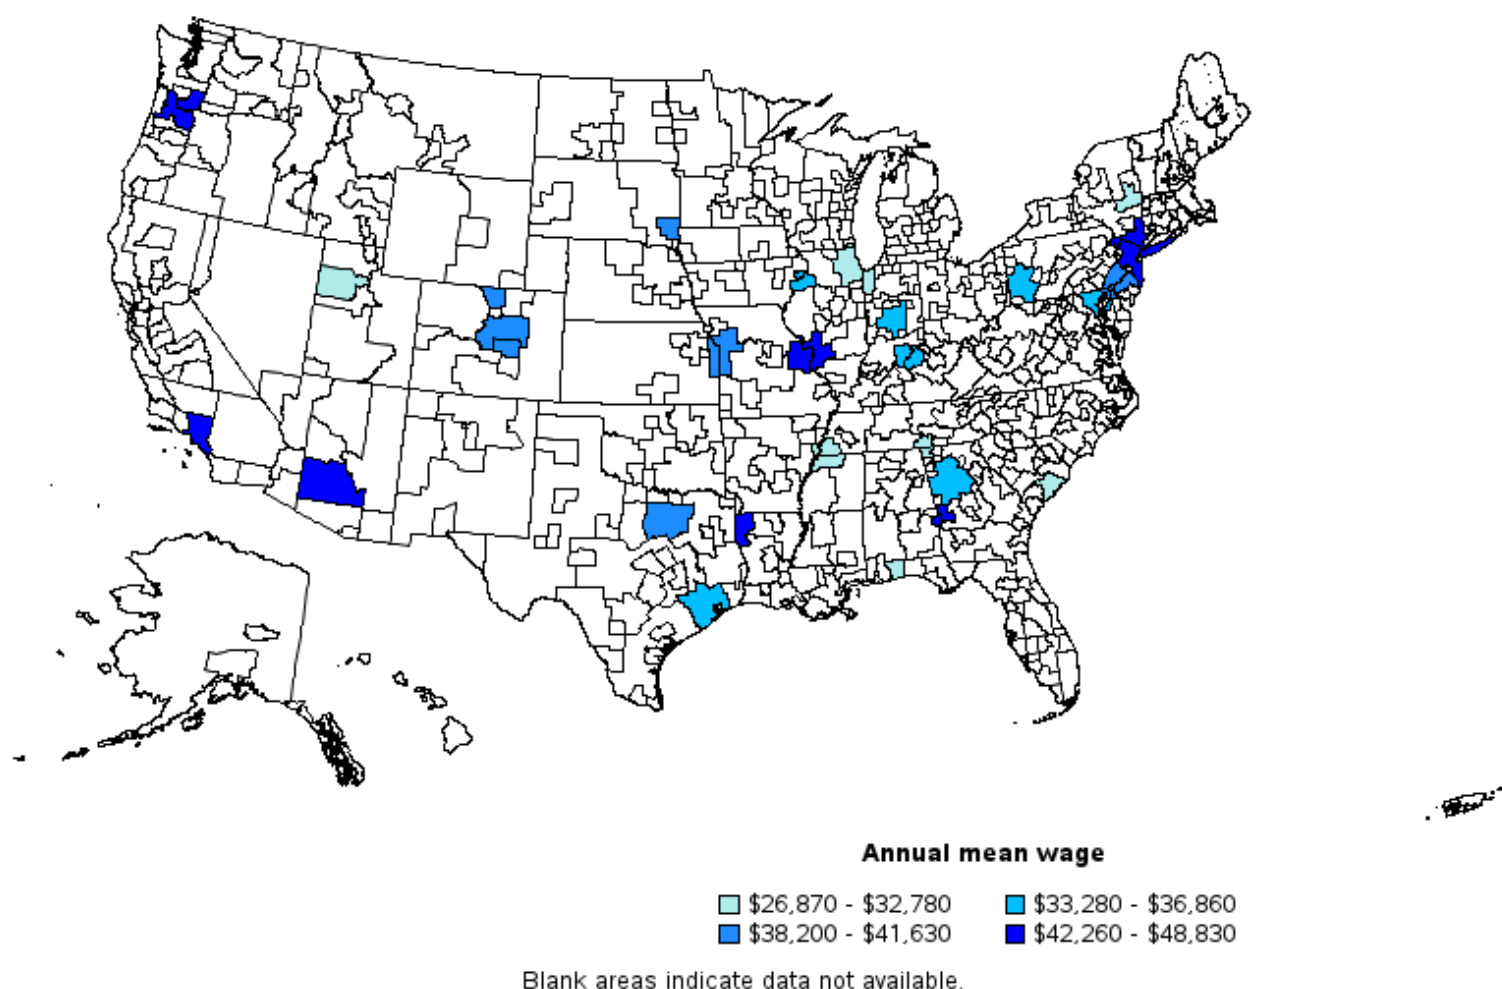 Annual mean wage
$26,870 - $32,780 $33,280 - $36,860
$38,200 - $41,630 $42,260 - $48,830
Blank areas indicate data not available.